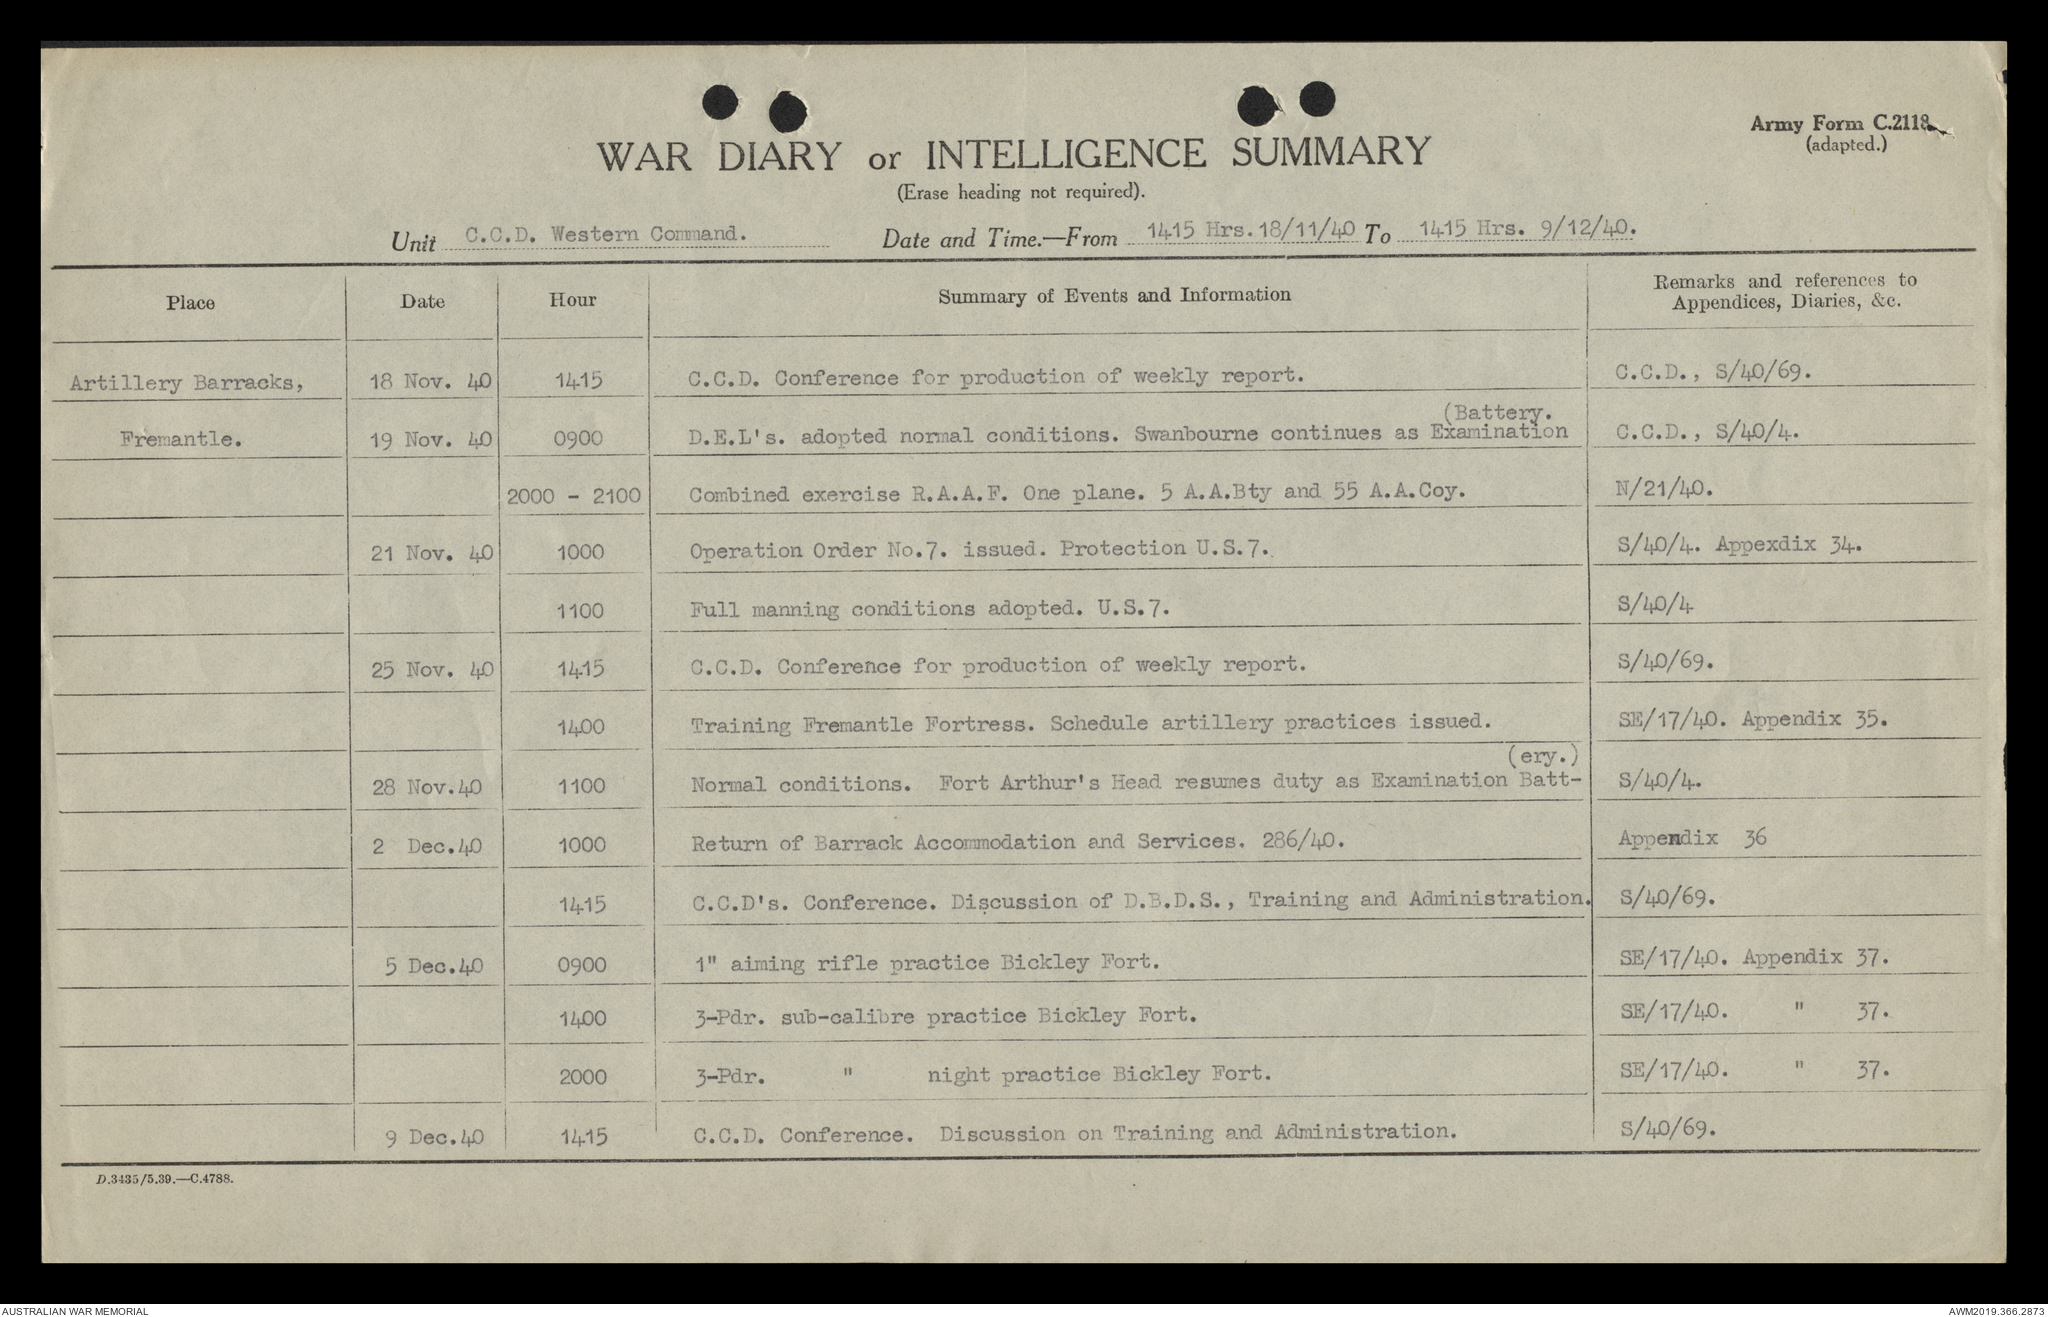 Army Form C.2118.
(adapted.)
WAR DIARY or INTELLIGENCE SUMMARY
(Erase heading not required).
Unit C.C.D. Western Command. Date and Time.—From 1415 Hrs. 18/11/40 To 1415 Hrs. 9/12/40.
Place Date Hour Summary of Events and Information Remarks and references to
Appendices, Diaries, &c.
Artillery Barracks, 18 Nov. 40 1415 C.C.D. Conference for production of weekly report. C.C.D., S/40/69.
(Battery.
Fremantle. 19 Nov. 40 0900 D.E.L's. adopted normal conditions. Swanbourne continues as Examination C.C.D., S/40/4.
2000 - 2100 Combined exercise R.A.A.F. One plane. 5 A.A.Bty and 55 A.A.Coy. N/21/40.
21 Nov. 40 1000 Operation Order No.7. issued. Protection U.S.7. S/40/4. Appexdix 34.
1100 Full manning conditions adopted. U.S.7. S/40/4
25 Nov. 40 1415 C.C.D. Conference for production of weekly report. S/40/69.
1400 Training Fremantle Fortress. Schedule artillery practices issued. SE/17/40. Appendix 35.
(ery.)
28 Nov.40 1100 Normal conditions. Fort Arthur's Head resumes duty as Examination Batt- S/40/4.
2 Dec.40 1000 Return of Barrack Accommodation and Services. 286/40. Appendix 36
1415 C.C.D's. Conference. Discussion of D.B.D.S., Training and Administration. S/40/69.
5 Dec.40 0900 1" aiming rifle practice Bickley Fort. SE/17/40. Appendix 37.
1400 3-Pdr. sub-calibre practice Bickley Fort. SE/17/40. " 37.
2000 3-Pdr. " night practice Bickley Fort. SE/17/40. " 37.
9 Dec.40 1415 C.C.D. Conference. Discussion on Training and Administration. S/40/69.
D.3435/5.39.—C.4788.
AUSTRALIAN WAR MEMORIAL AWM2019.366.2873